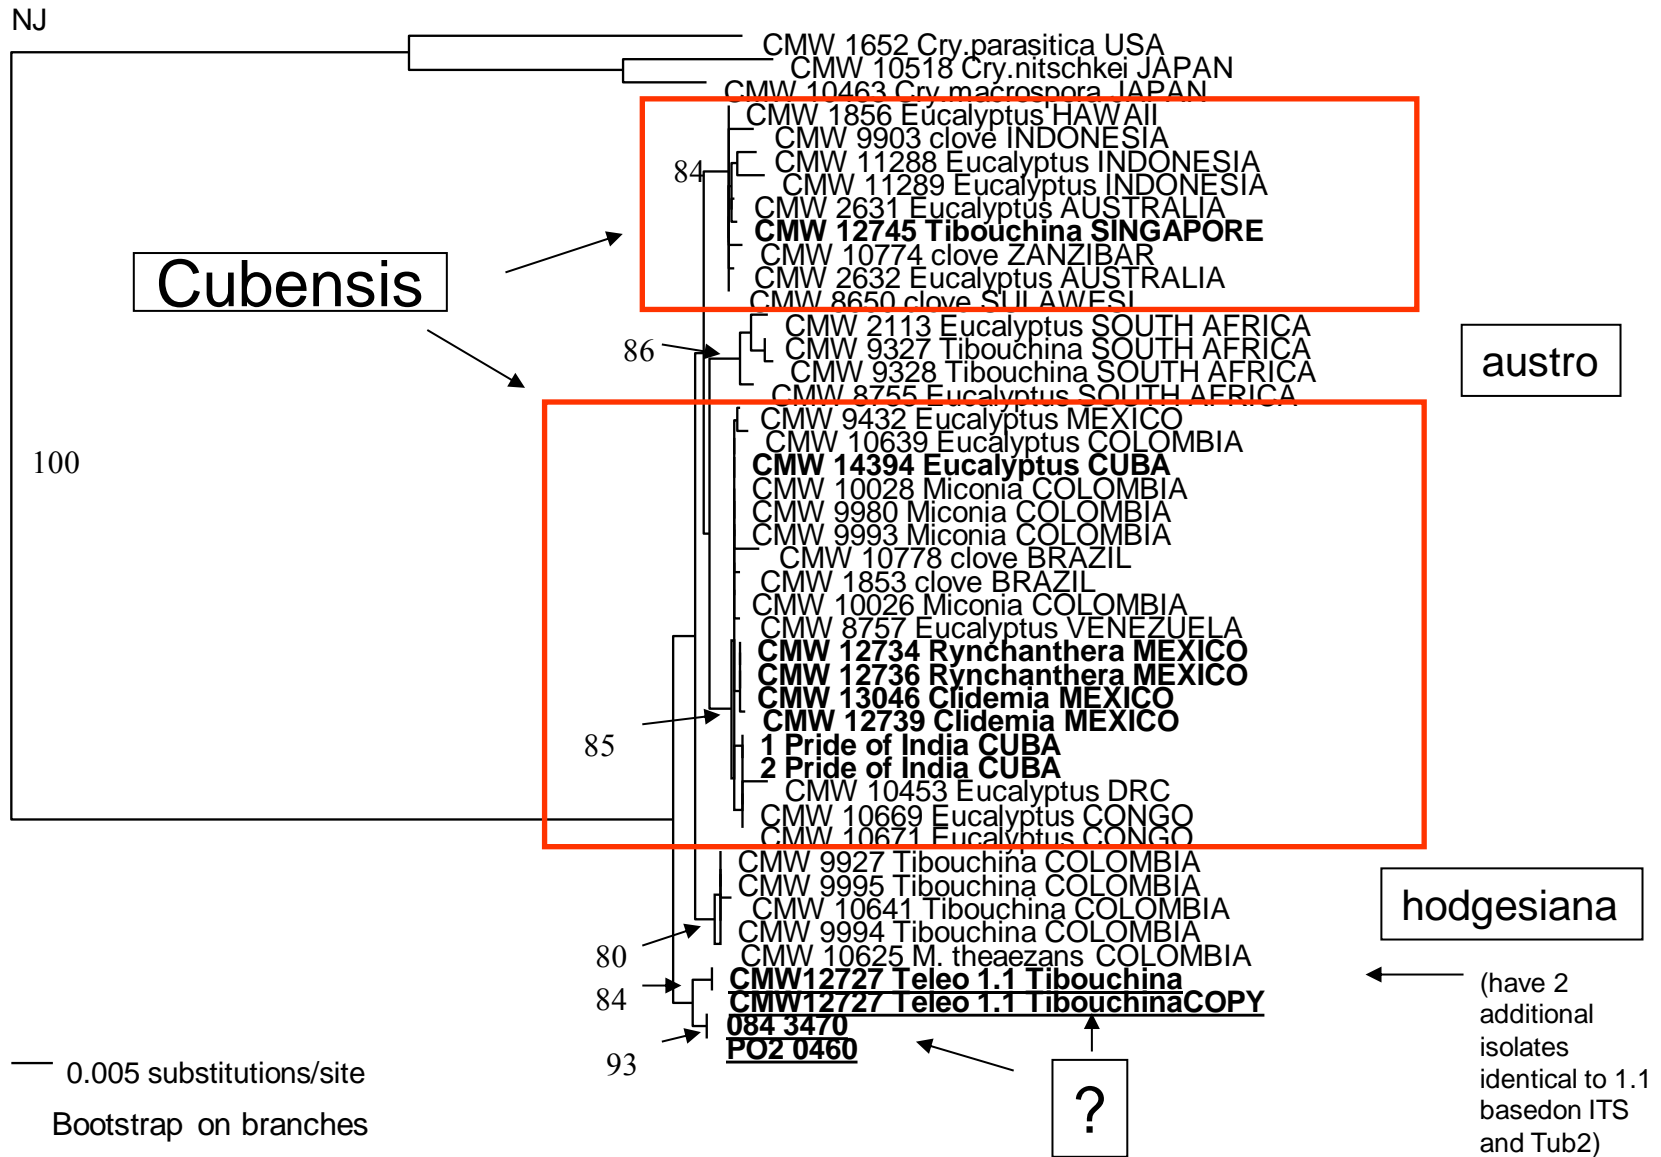 NJ
CMW 1652 Cry.parasitica USA
CMW 10518 Cry.nitschkei JAPAN
CMW 10463 Cry.macrospora JAPAN
CMW 1856 Eucalyptus HAWAII
CMW 9903 clove INDONESIA
CMW 11288 Eucalyptus INDONESIA
84
CMW 11289 Eucalyptus INDONESIA
CMW 2631 Eucalyptus AUSTRALIA
CMW 12745 Tibouchina SINGAPORE
CMW 10774 clove ZANZIBAR
CMW 2632 Eucalyptus AUSTRALIA
Cubensis
CMW 8650 clove SULAWESI
CMW 2113 Eucalyptus SOUTH AFRICA
86
CMW 9327 Tibouchina SOUTH AFRICA
austro
CMW 9328 Tibouchina SOUTH AFRICA
CMW 8755 Eucalyptus SOUTH AFRICA
CMW 9432 Eucalyptus MEXICO
CMW 10639 Eucalyptus COLOMBIA
100
CMW 14394 Eucalyptus CUBA
CMW 10028 Miconia COLOMBIA
CMW 9980 Miconia COLOMBIA
CMW 9993 Miconia COLOMBIA
CMW 10778 clove BRAZIL
CMW 1853 clove BRAZIL
CMW 10026 Miconia COLOMBIA
CMW 8757 Eucalyptus VENEZUELA
CMW 12734 Rynchanthera MEXICO
CMW 12736 Rynchanthera MEXICO
CMW 13046 Clidemia MEXICO
CMW 12739 Clidemia MEXICO
85
1 Pride of India CUBA
2 Pride of India CUBA
CMW 10453 Eucalyptus DRC
CMW 10669 Eucalyptus CONGO
CMW 10671 Eucalyptus CONGO
CMW 9927 Tibouchina COLOMBIA
CMW 9995 Tibouchina COLOMBIA
CMW 10641 Tibouchina COLOMBIA
hodgesiana
CMW 9994 Tibouchina COLOMBIA
80
CMW 10625 M. theaezans COLOMBIA
CMW12727 Teleo 1.1 Tibouchina
84
CMW12727 Teleo 1.1 TibouchinaCOPY
084 3470
PO2 0460
93
?
(have 2
additional
isolates
identical to 1.1
basedon ITS
and Tub2)
0.005 substitutions/site
Bootstrap on branches